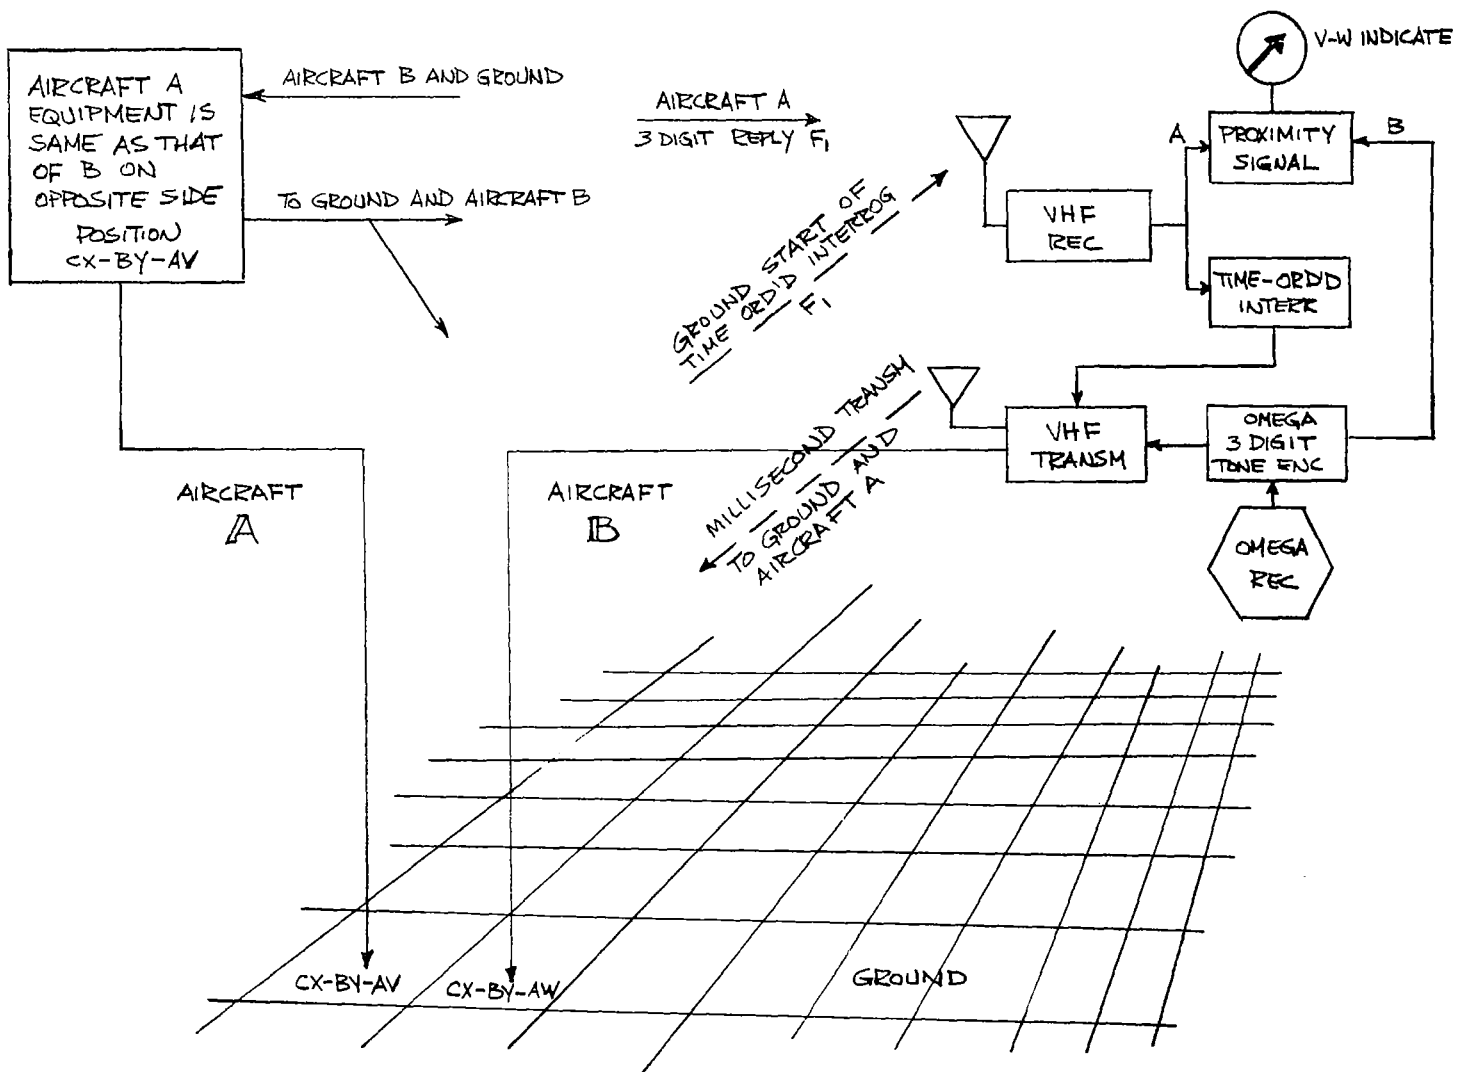 AIRCRAFT A
EQUIPMENT IS
SAME AS THAT
OF B ON
OPPOSITE SIDE
POSITION
CX-BY-AV
AIRCRAFT B AND GROUND
TO GROUND AND AIRCRAFT B
AIRCRAFT A
3 DIGIT REPLY F1
GROUND START OF
TIME ORD'D INTERROG
F1
V-W INDICATE
A
PROXIMITY
SIGNAL
B
VHF
REC
TIME-ORD'D
INTERR
MILLISECOND TRANSM
TO GROUND AND
AIRCRAFT A
VHF
TRANSM
OMEGA
3 DIGIT
TONE ENC
OMEGA
REC
AIRCRAFT
A
AIRCRAFT
B
CX-BY-AV
CX-BY-AW
GROUND